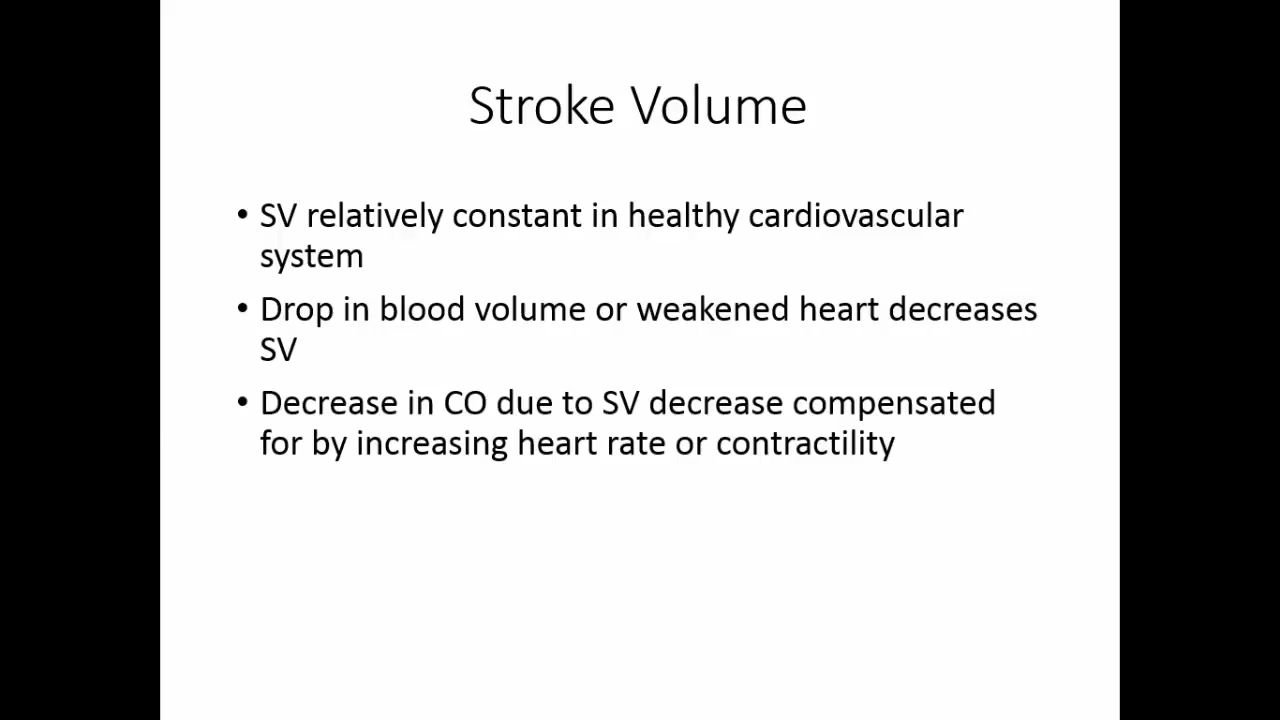 Stroke Volume
• SV relatively constant in healthy cardiovascular
system
• Drop in blood volume or weakened heart decreases
SV
• Decrease in CO due to SV decrease compensated
for by increasing heart rate or contractility